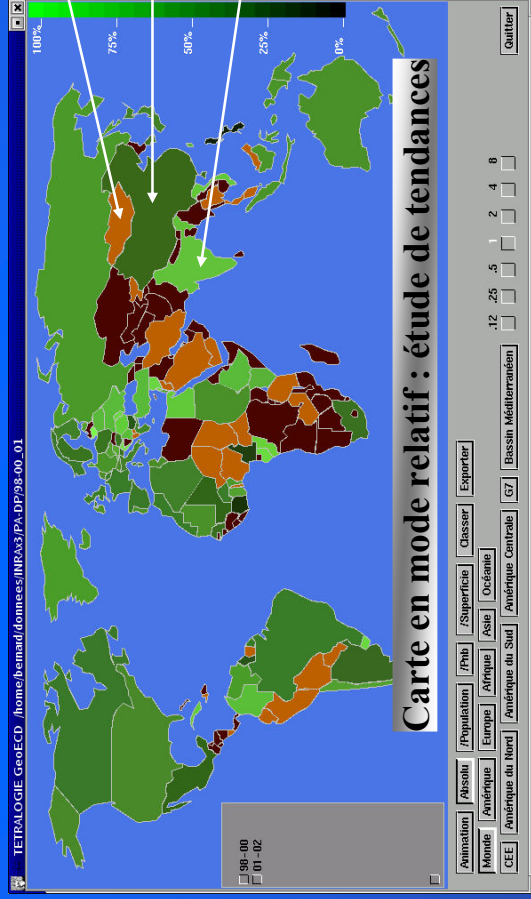 TETRALOGIE GeoECD /home/bernard/donnees/INRAx3/PA-DP/98-00_01
100%
75%
50%
25%
0%
98-00
01-02
Carte en mode relatif : étude de tendances
Animation Absolu /Population /Pnb /Superficie Classer Exporter
Monde Amérique Europe Afrique Asie Océanie
CEE Amérique du Nord Amérique du Sud Amérique Centrale G7 Bassin Méditerranéen .12 .25 .5 1 2 4 8 Quitter